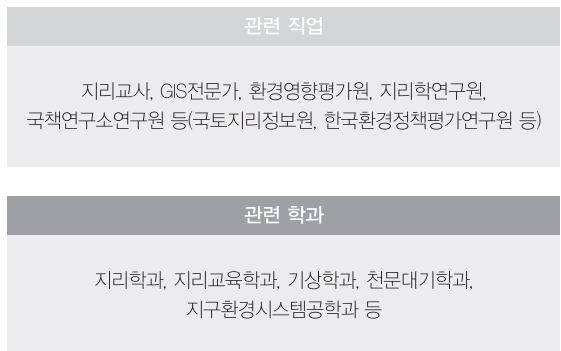 관련 직업
지리교사, GIS전문가, 환경영향평가원, 지리학연구원,
국책연구소연구원 등(국토지리정보원, 한국환경정책평가연구원 등)
관련 학과
지리학과, 지리교육학과, 기상학과, 천문대기학과,
지구환경시스템공학과 등